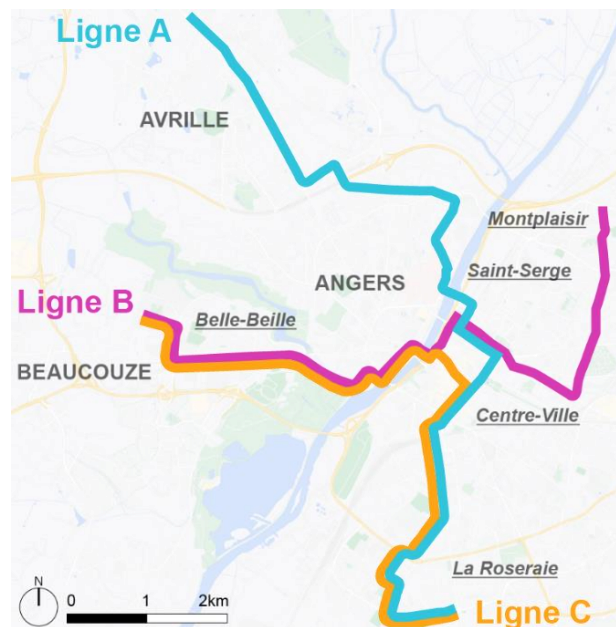 Ligne A
AVRILLE
Montplaisir
Saint-Serge
ANGERS
Ligne B
Belle-Beille
BEAUCOUZE
Centre-Ville
La Roseraie
N
0 1 2km
Ligne C